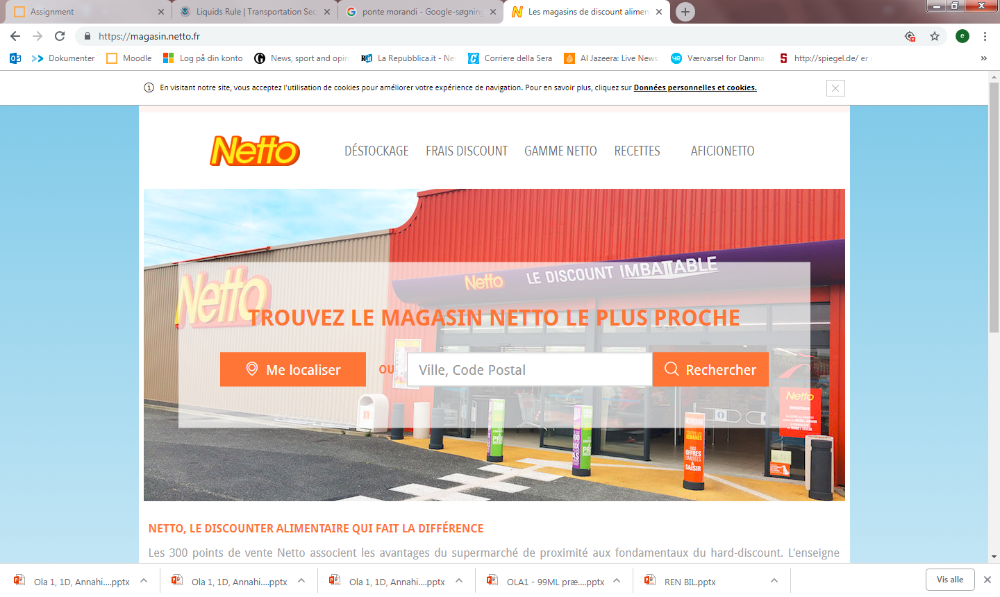 Assignment
Liquids Rule | Transportation Sec
ponte morandi - Google-søgning
Les magasins de discount alimen
https://magasin.netto.fr
e
Dokumenter
Moodle
Log på din konto
News, sport and opin
La Repubblica.it - Ne
Corriere della Sera
Al Jazeera: Live News
Værvarsel for Danma
http://spiegel.de/ er i
»
En visitant notre site, vous acceptez l'utilisation de cookies pour améliorer votre expérience de navigation. Pour en savoir plus, cliquez sur Données personnelles et cookies.
Netto
DÉSTOCKAGE
FRAIS DISCOUNT
GAMME NETTO
RECETTES
AFICIONETTO
Netto LE DISCOUNT IMBATTABLE
Netto
TROUVEZ LE MAGASIN NETTO LE PLUS PROCHE
Me localiser
OU
Ville, Code Postal
Rechercher
Netto
DES
OFFRES
LIMITÉES
À
SAISIR
NETTO, LE DISCOUNTER ALIMENTAIRE QUI FAIT LA DIFFÉRENCE
Les 300 points de vente Netto associent les avantages du supermarché de proximité aux fondamentaux du hard-discount. L'enseigne
Ola 1, 1D, Annahi....pptx
Ola 1, 1D, Annahi....pptx
Ola 1, 1D, Annahi....pptx
OLA1 - 99ML præ....pptx
REN BIL.pptx
Vis alle